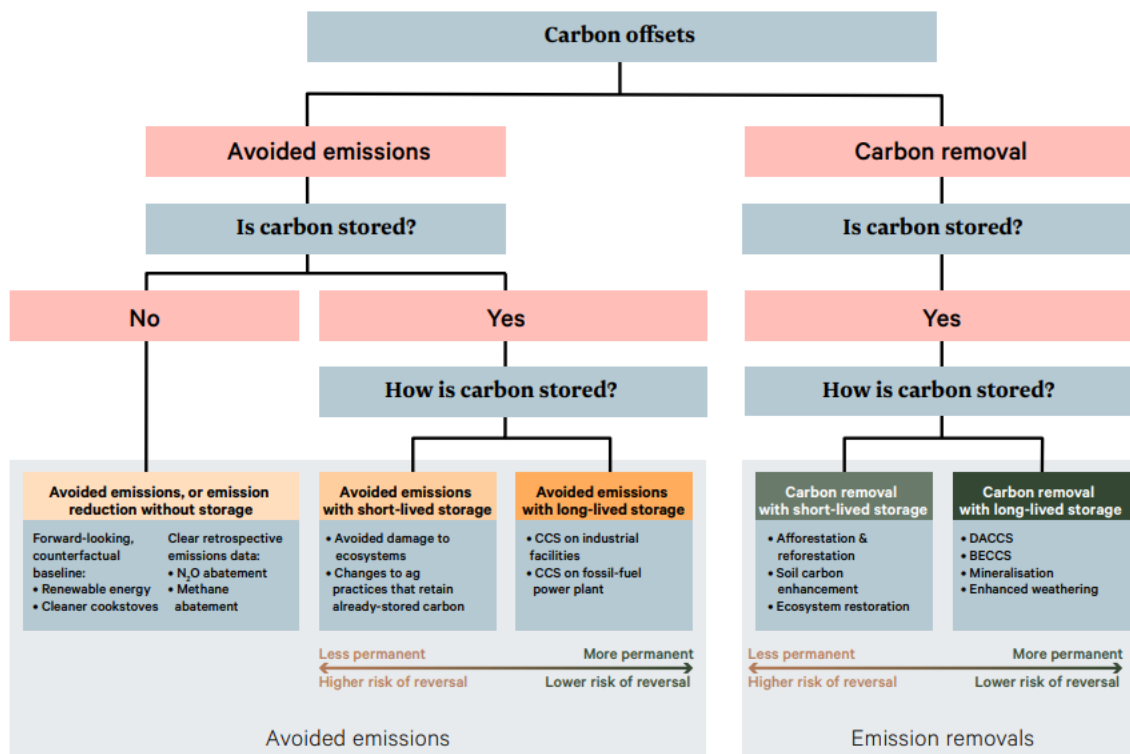 Carbon offsets
Avoided emissions
Carbon removal
Is carbon stored?
Is carbon stored?
No
Yes
Yes
How is carbon stored?
How is carbon stored?
Avoided emissions, or emission
reduction without storage
Forward-looking,
counterfactual
baseline:
• Renewable energy
• Cleaner cookstoves
Clear retrospective
emissions data:
• N₂O abatement
• Methane
abatement
Avoided emissions
with short-lived storage
• Avoided damage to
ecosystems
• Changes to ag
practices that retain
already-stored carbon
Avoided emissions
with long-lived storage
• CCS on industrial
facilities
• CCS on fossil-fuel
power plant
Carbon removal
with short-lived storage
• Afforestation &
reforestation
• Soil carbon
enhancement
• Ecosystem restoration
Carbon removal
with long-lived storage
• DACCS
• BECCS
• Mineralisation
• Enhanced weathering
Less permanent
More permanent
Higher risk of reversal
Lower risk of reversal
Less permanent
More permanent
Higher risk of reversal
Lower risk of reversal
Avoided emissions
Emission removals